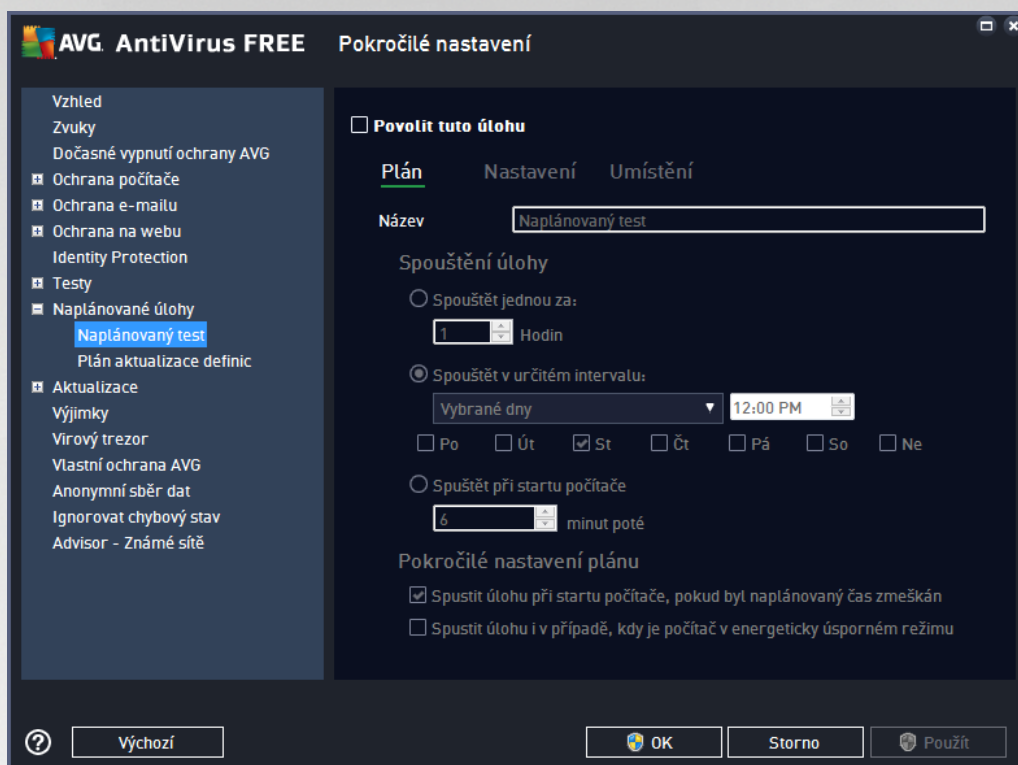 AVG. AntiVirus FREE Pokročilé nastavení
Vzhled
Zvuky
Dočasné vypnutí ochrany AVG
Ochrana počítače
Ochrana e-mailu
Ochrana na webu
Identity Protection
Testy
Naplánované úlohy
Naplánovaný test
Plán aktualizace definic
Aktualizace
Výjimky
Virový trezor
Vlastní ochrana AVG
Anonymní sběr dat
Ignorovat chybový stav
Advisor - Známé sítě
Povolit tuto úlohu
Plán Nastavení Umístění
Název Naplánovaný test
Spouštění úlohy
Spouštět jednou za:
1 Hodin
Spouštět v určitém intervalu:
Vybrané dny 12:00 PM
Po Út St Čt Pá So Ne
Spuštět při startu počítače
6 minut poté
Pokročilé nastavení plánu
Spustit úlohu při startu počítače, pokud byl naplánovaný čas zmeškán
Spustit úlohu i v případě, kdy je počítač v energeticky úsporném režimu
? Výchozí OK Storno Použít